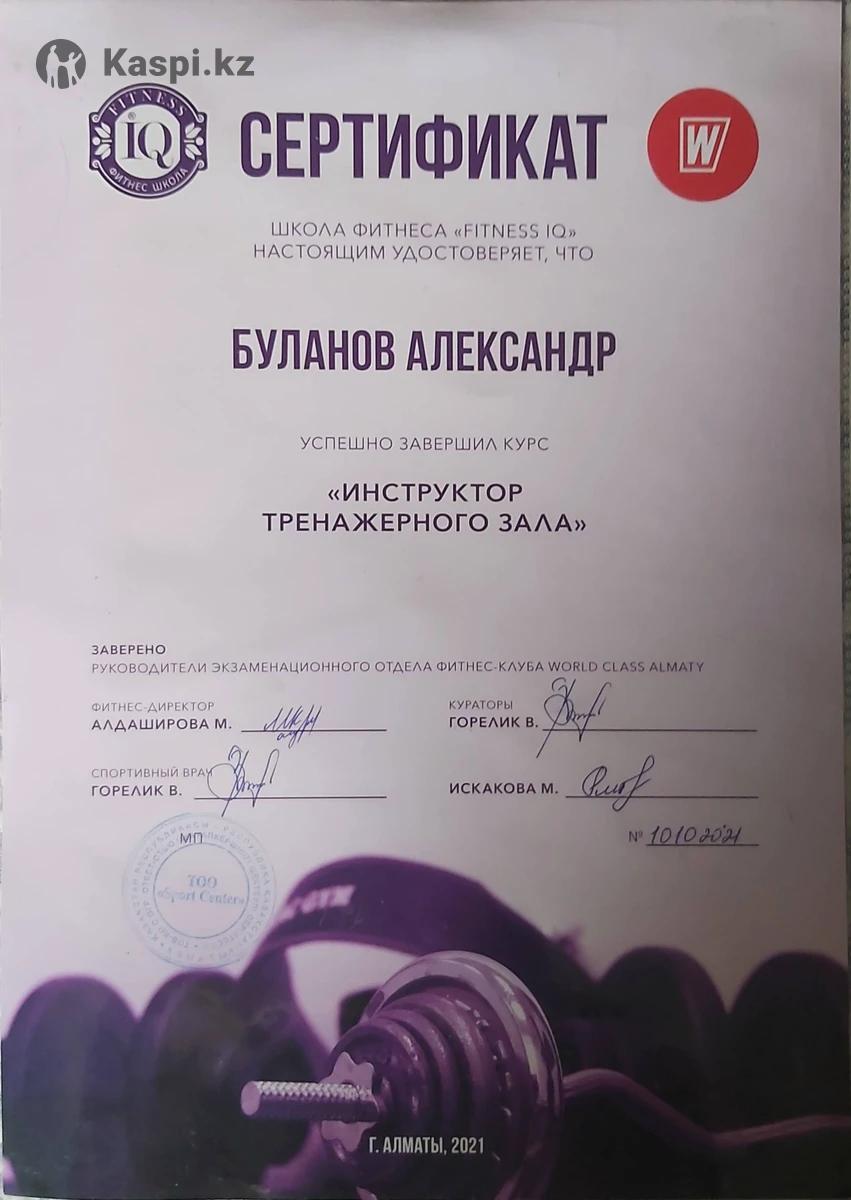 Kaspi.kz
FITNESS
IQ
ФИТНЕС ШКОЛА
СЕРТИФИКАТ
W
ШКОЛА ФИТНЕСА «FITNESS IQ»
НАСТОЯЩИМ УДОСТОВЕРЯЕТ, ЧТО
БУЛАНОВ АЛЕКСАНДР
УСПЕШНО ЗАВЕРШИЛ КУРС
«ИНСТРУКТОР
ТРЕНАЖЕРНОГО ЗАЛА»
ЗАВЕРЕНО
РУКОВОДИТЕЛИ ЭКЗАМЕНАЦИОННОГО ОТДЕЛА ФИТНЕС-КЛУБА WORLD CLASS ALMATY
ФИТНЕС-ДИРЕКТОР
АЛДАШИРОВА М.
КУРАТОРЫ
ГОРЕЛИК В.
СПОРТИВНЫЙ ВРАЧ
ГОРЕЛИК В.
ИСКАКОВА М.
№ 10102021
МП
ТОО
«Sport Center»
GYM
Г. АЛМАТЫ, 2021